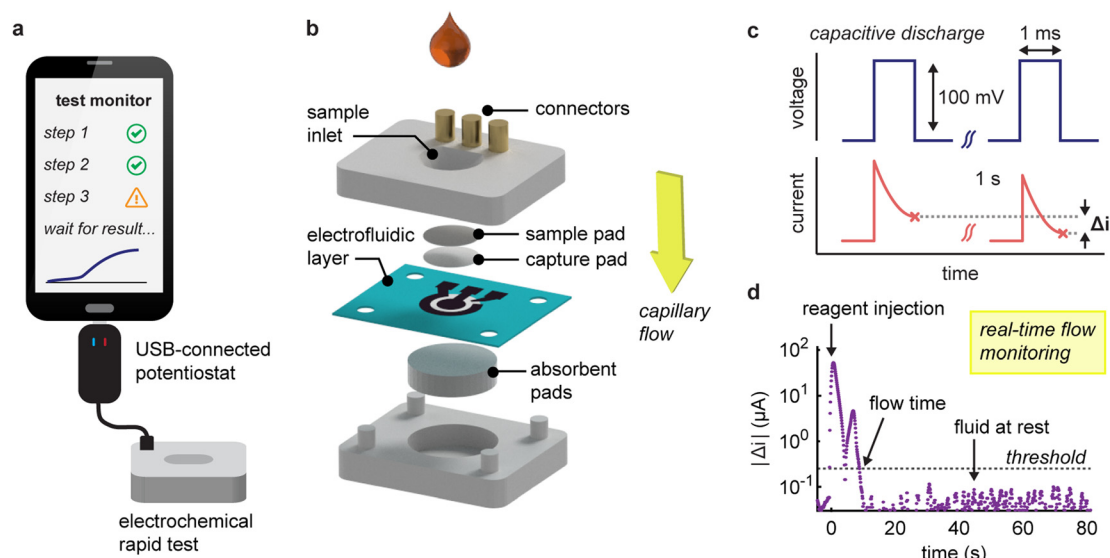 a
test monitor
step 1
step 2
step 3
wait for result...
USB-connected
potentiostat
electrochemical
rapid test
b
sample
inlet
connectors
electrofluidic
layer
sample pad
capture pad
absorbent
pads
capillary
flow
c
capacitive discharge
1 ms
voltage
100 mV
current
1 s
Δi
time
d
reagent injection
real-time flow
monitoring
|Δi| (µA)
10²
10¹
10⁰
10⁻¹
flow time
fluid at rest
threshold
0 20 40 60 80
time (s)